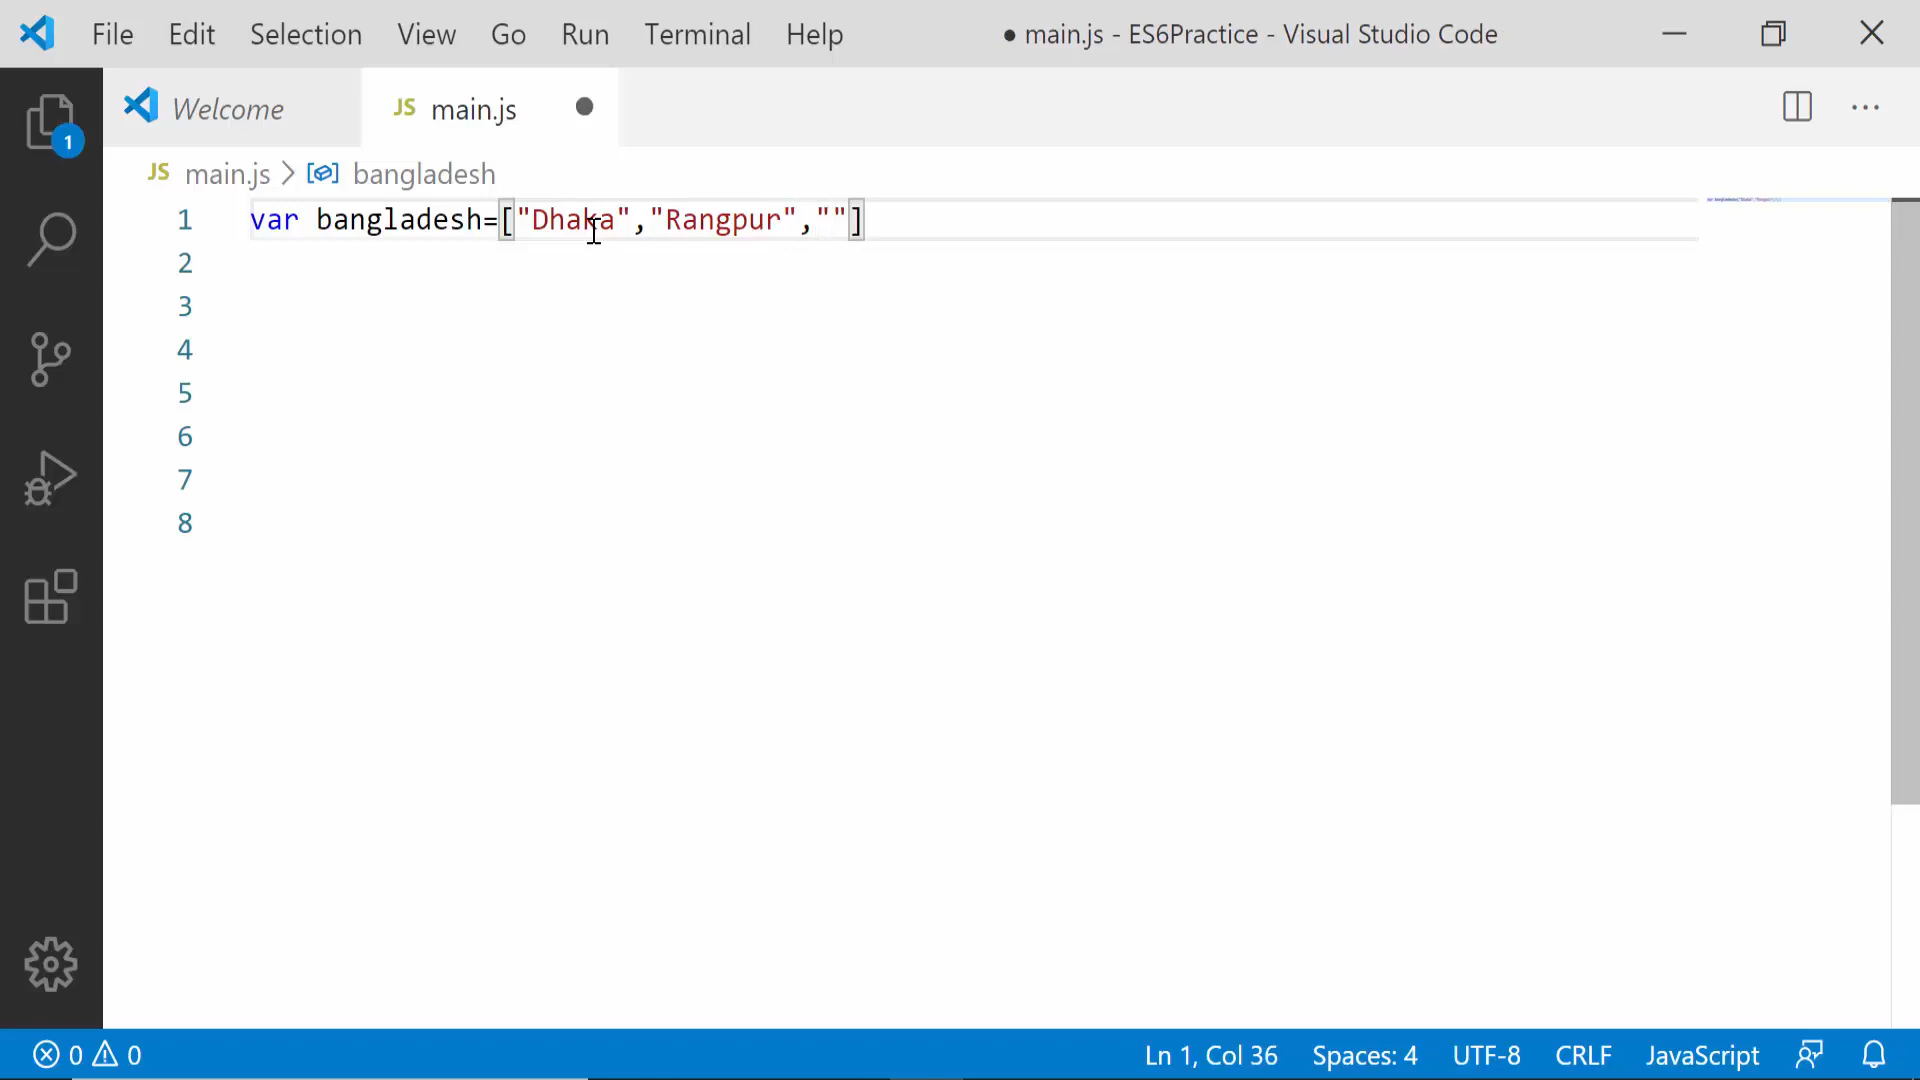 File Edit Selection View Go Run Terminal Help ● main.js - ES6Practice - Visual Studio Code
1
Welcome JS main.js
JS main.js > bangladesh
1 var bangladesh=["Dhaka","Rangpur",""]
2
3
4
5
6
7
8
0 0 Ln 1, Col 36 Spaces: 4 UTF-8 CRLF JavaScript